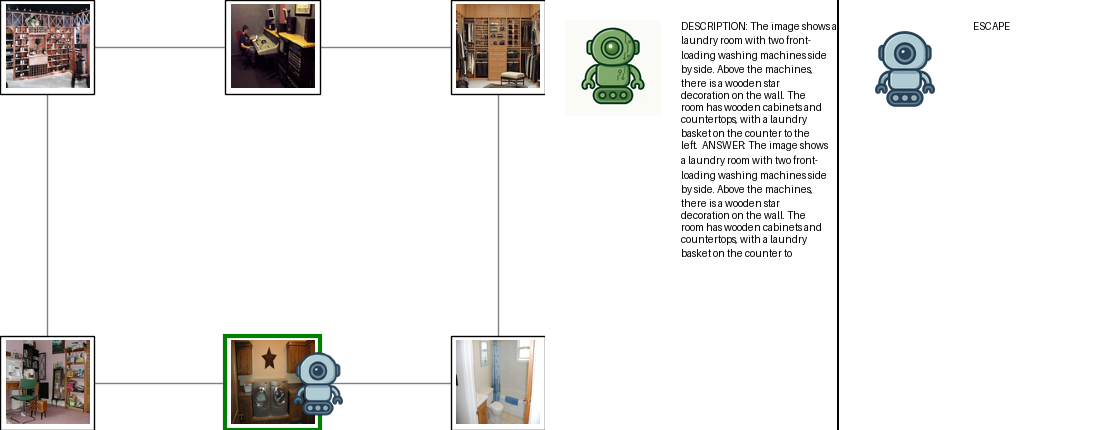 DESCRIPTION: The image shows a
laundry room with two front-
loading washing machines side
by side. Above the machines,
there is a wooden star
decoration on the wall. The
room has wooden cabinets and
countertops, with a laundry
basket on the counter to the
left. ANSWER: The image shows
a laundry room with two front-
loading washing machines side
by side. Above the machines,
there is a wooden star
decoration on the wall. The
room has wooden cabinets and
countertops, with a laundry
basket on the counter to
ESCAPE